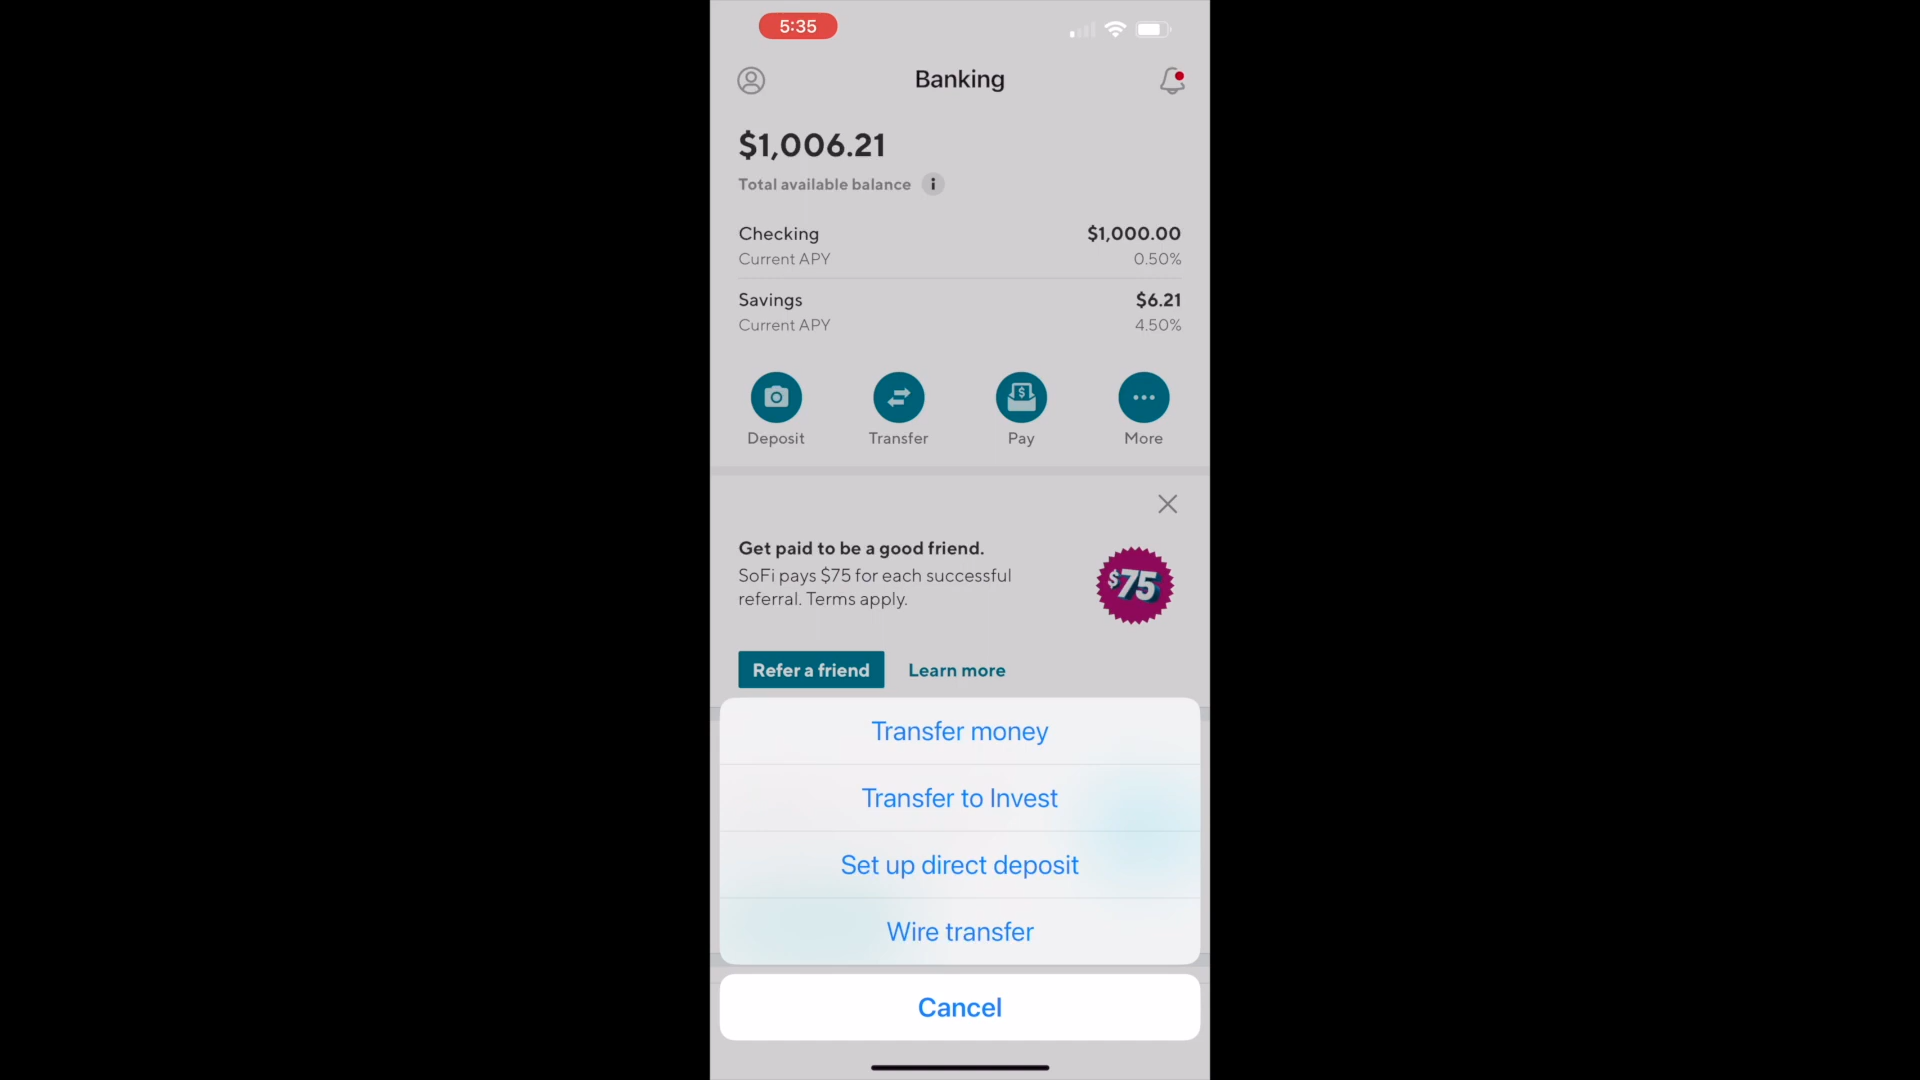 5:35
Banking
$1,006.21
Total available balance i
Checking $1,000.00
Current APY 0.50%
Savings $6.21
Current APY 4.50%
Deposit Transfer Pay More
Get paid to be a good friend.
SoFi pays $75 for each successful
referral. Terms apply.
$75
Refer a friend Learn more
Transfer money
Transfer to Invest
Set up direct deposit
Wire transfer
Cancel